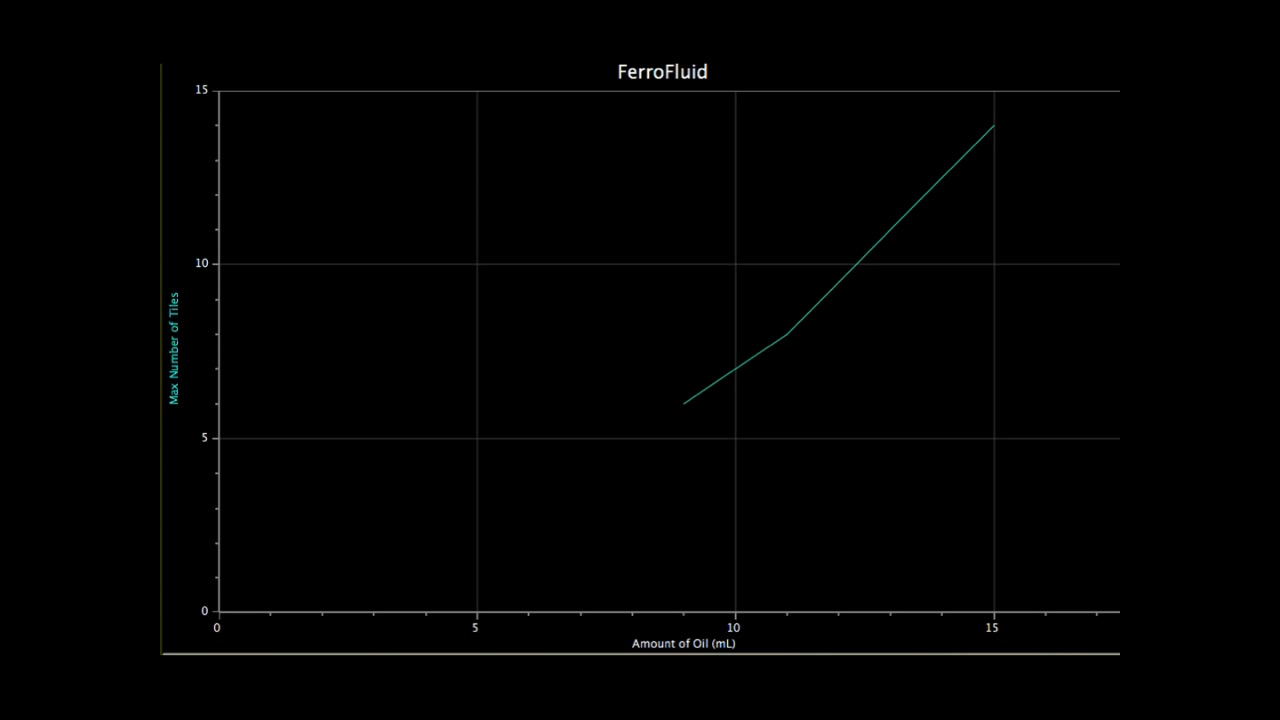 FerroFluid
15
10
5
0
Max Number of Tiles
0 5 10 15
Amount of Oil (mL)